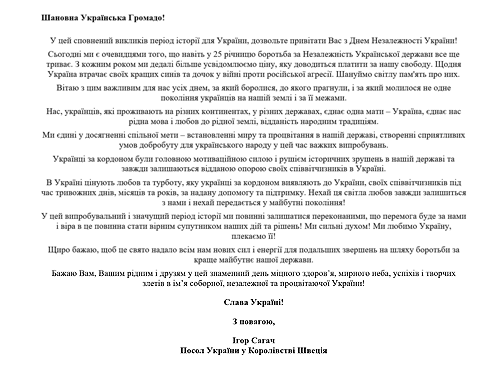 Шановна Українська Громадо!
У цей сповнений викликів період історії для України, дозвольте привітати Вас з Днем Незалежності України!
Сьогодні ми є очевидцями того, що навіть у 25 річницю боротьба за Незалежність Української держави все ще
триває. З кожним роком ми дедалі більше усвідомлюємо ціну, яку доводиться платити за нашу свободу. Щодня
Україна втрачає своїх кращих синів та дочок у війні проти російської агресії. Шануймо світлу пам'ять про них.
Вітаю з цим важливим для нас усіх днем, за який боролися, до якого прагнули, і за який молилося не одне
покоління українців на нашій землі і за її межами.
Нас, українців, які проживають на різних континентах, у різних державах, єднає одна мати – Україна, єднає нас
рідна мова і любов до рідної землі, відданість народним традиціям.
Ми єдині у досягненні спільної мети – встановленні миру та процвітання в нашій державі, створенні сприятливих
умов добробуту для українського народу у цей час важких випробувань.
Українці за кордоном були головною мотиваційною силою і рушієм історичних зрушень в нашій державі та
завжди залишаються відданою опорою своїх співвітчизників в Україні.
В Україні цінують любов та турботу, яку українці за кордоном виявляють до України, своїх співвітчизників під
час тривожних днів, місяців та років, за надану допомогу та підтримку. Нехай ця світла любов завжди залишиться
з нами і нехай передається у майбутні покоління!
У цей випробувальний і значущий період історії ми повинні залишатися переконаними, що перемога буде за нами
і віра в це повинна стати вірним супутником наших дій та рішень! Ми сильні духом! Ми любимо Україну,
плекаємо її!
Щиро бажаю, щоб це свято надало всім нам нових сил і енергії для подальших звершень на шляху боротьби за
краще майбутнє нашої держави.
Бажаю Вам, Вашим рідним і друзям у цей знаменний день міцного здоров'я, мирного неба, успіхів і творчих
злетів в ім'я соборної, незалежної та процвітаючої України!
Слава Україні!
З повагою,
Ігор Сагач
Посол України у Королівстві Швеція